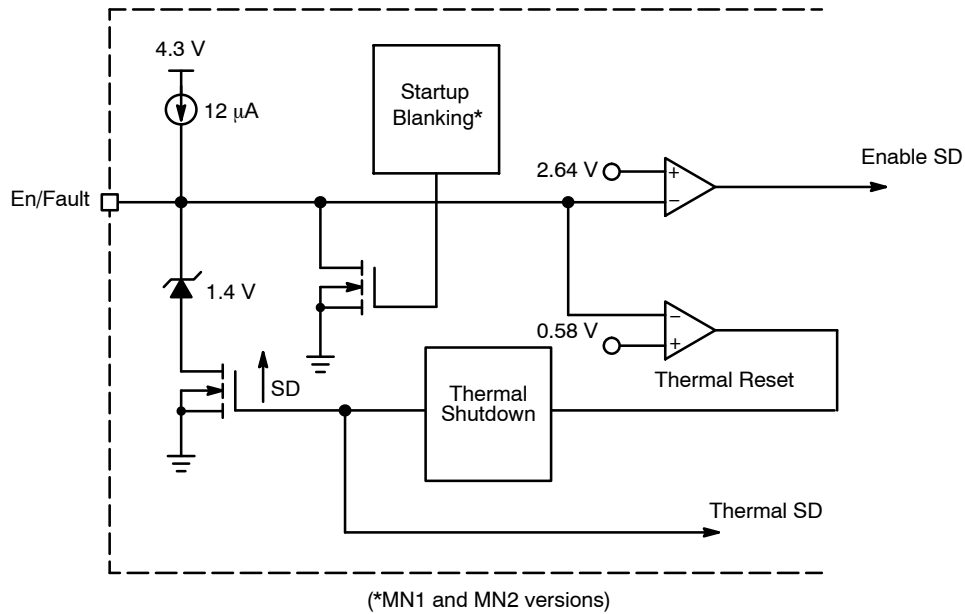 4.3 V
12 μA
Startup
Blanking*
2.64 V
+
−
Enable SD
En/Fault
1.4 V
SD
0.58 V
−
+
Thermal Reset
Thermal
Shutdown
Thermal SD
(*MN1 and MN2 versions)